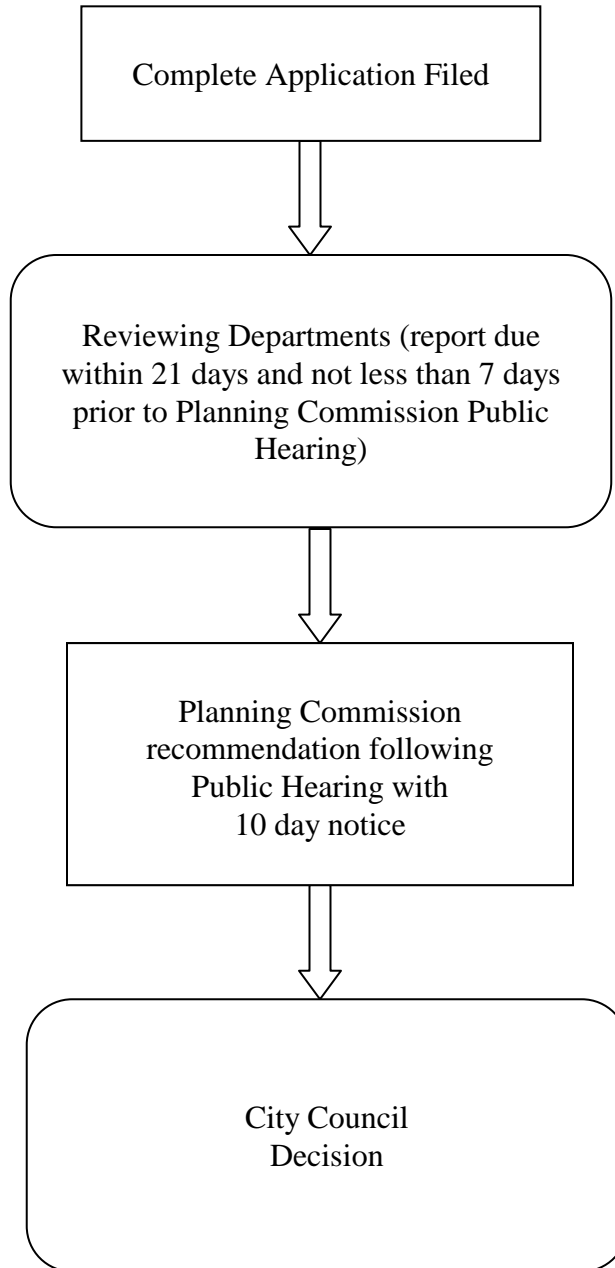 Complete Application Filed
Reviewing Departments (report due
within 21 days and not less than 7 days
prior to Planning Commission Public
Hearing)
Planning Commission
recommendation following
Public Hearing with
10 day notice
City Council
Decision